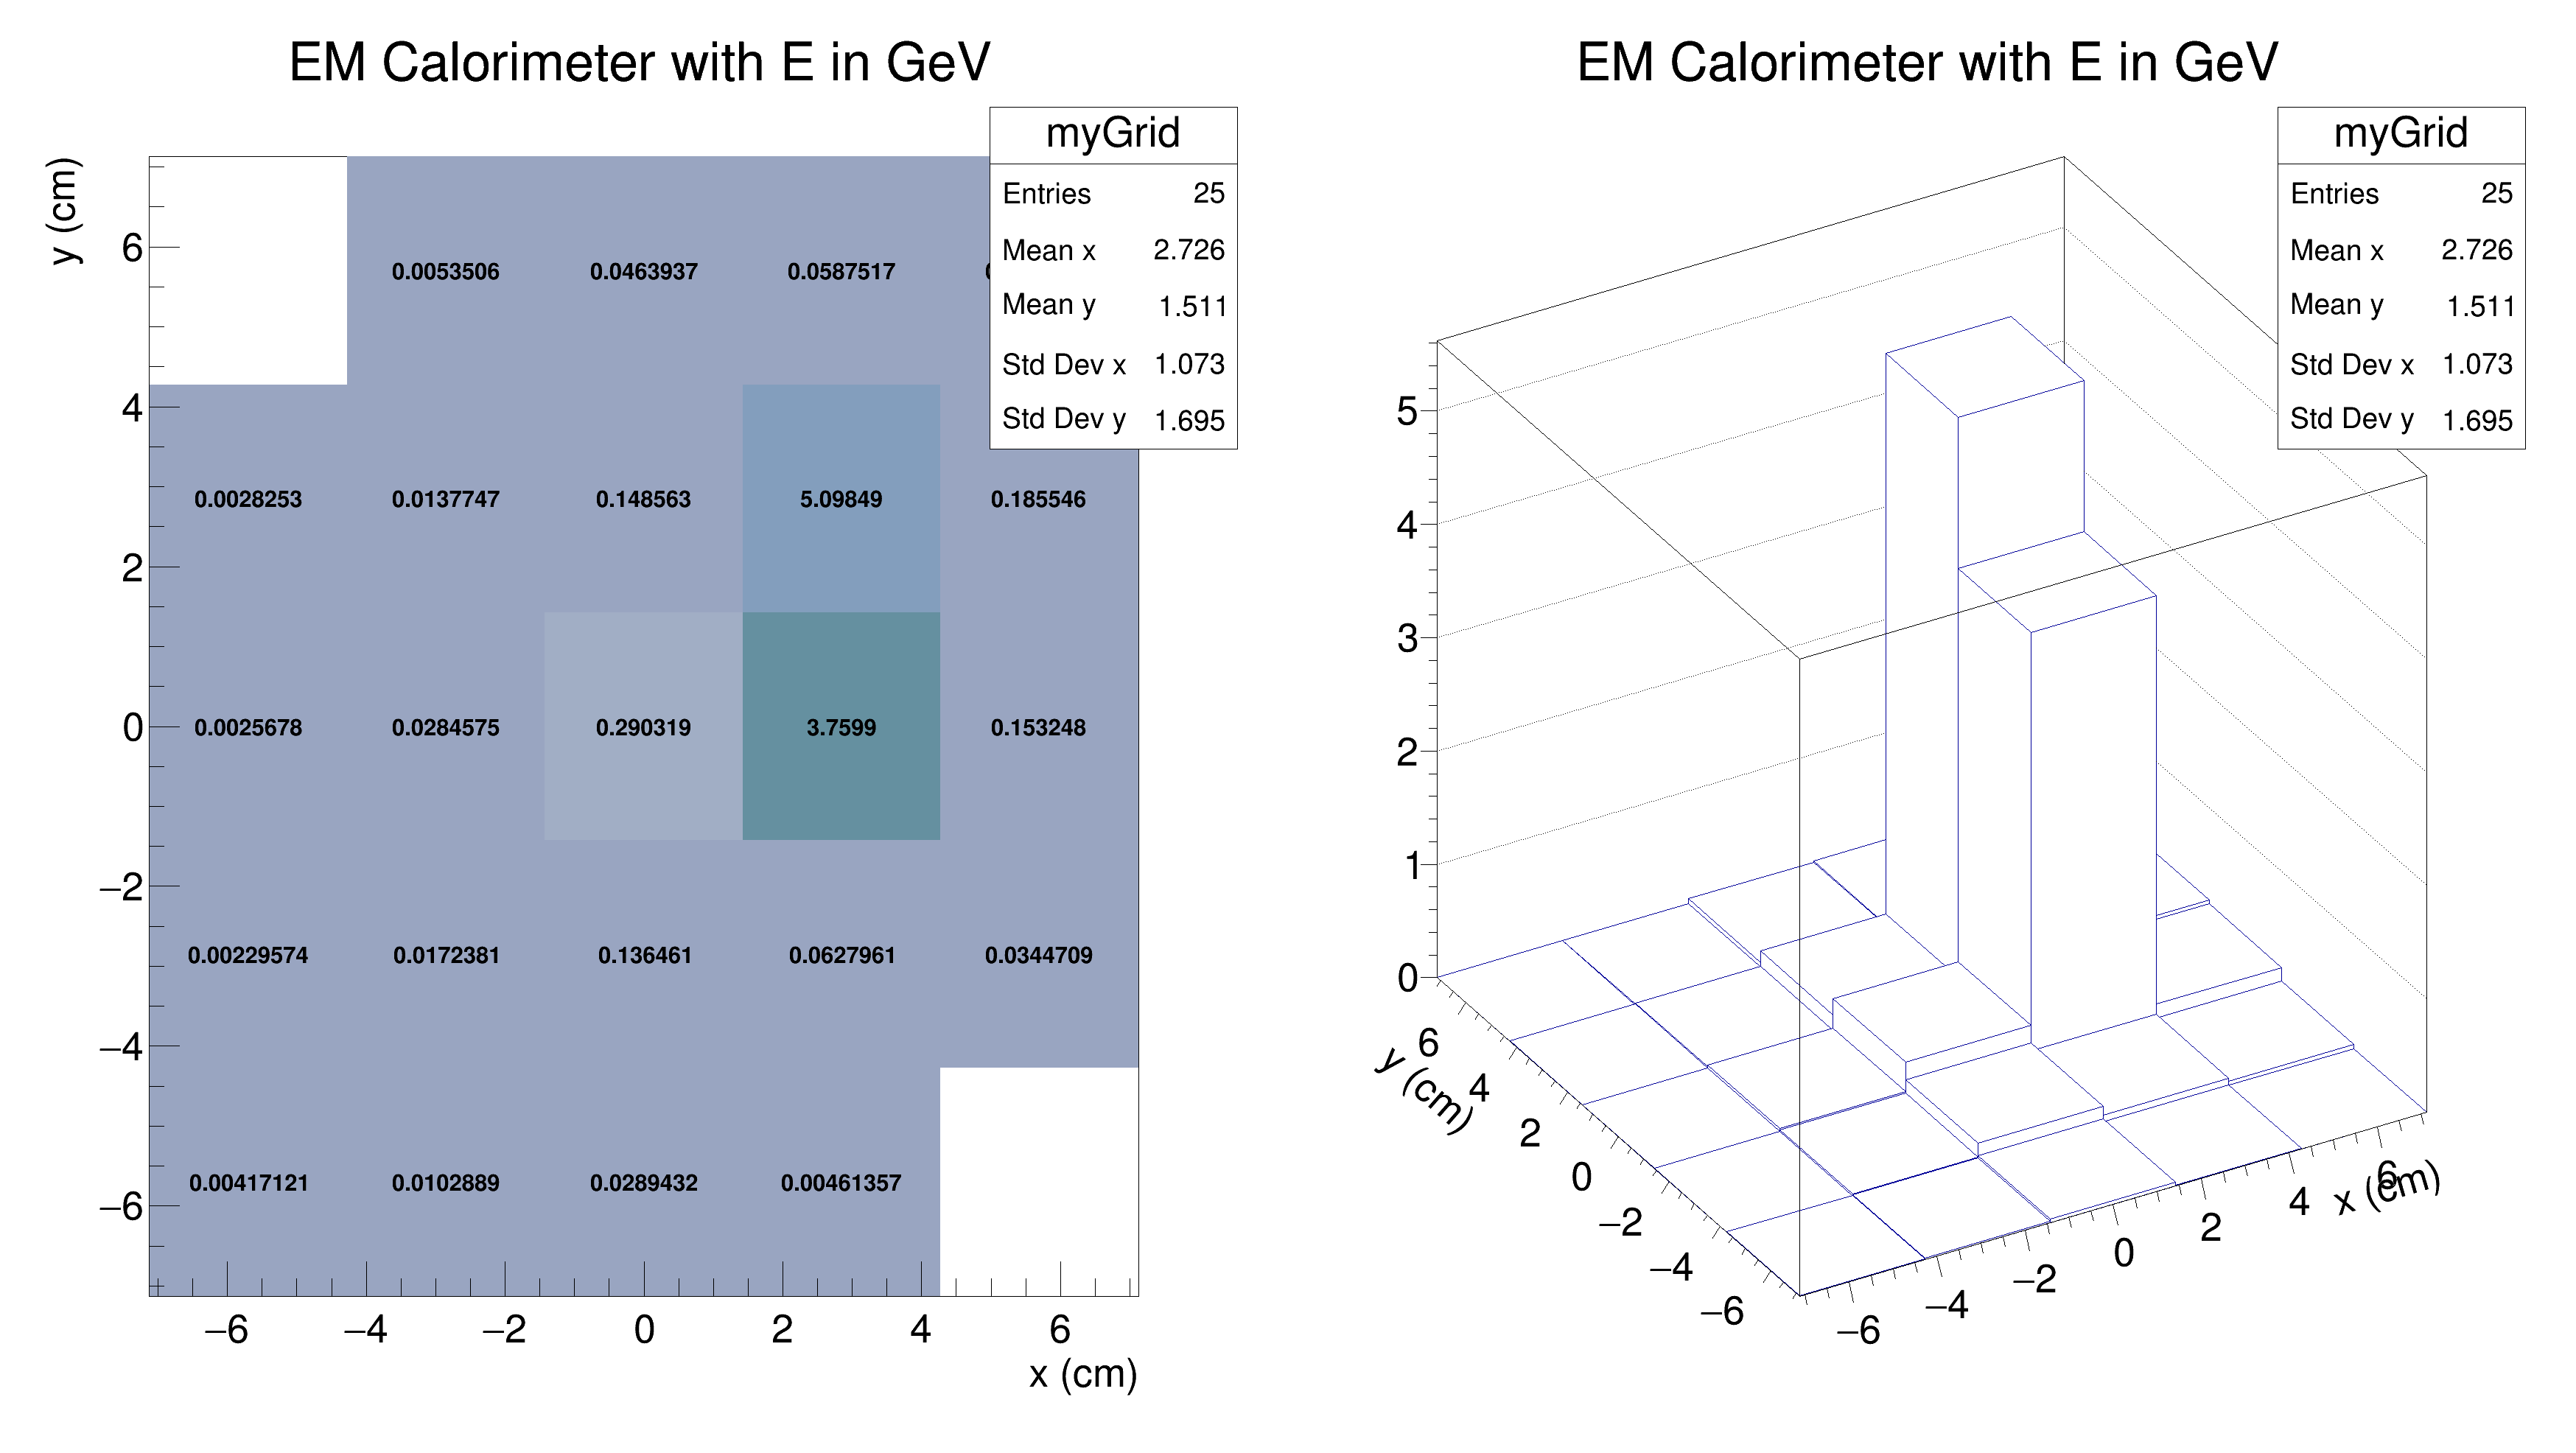 EM Calorimeter with E in GeV
myGrid
Entries 25
Mean x 2.726
Mean y 1.511
Std Dev x 1.073
Std Dev y 1.695
y (cm)
6
4
2
0
−2
−4
−6
0.0053506 0.0463937 0.0587517
0.0028253 0.0137747 0.148563 5.09849 0.185546
0.0025678 0.0284575 0.290319 3.7599 0.153248
0.00229574 0.0172381 0.136461 0.0627961 0.0344709
0.00417121 0.0102889 0.0289432 0.00461357
−6 −4 −2 0 2 4 6
x (cm)
EM Calorimeter with E in GeV
myGrid
Entries 25
Mean x 2.726
Mean y 1.511
Std Dev x 1.073
Std Dev y 1.695
5
4
3
2
1
0
6
4
2
0
−2
−4
−6
y (cm)
−6
−4
−2
0
2
4
6
x (cm)